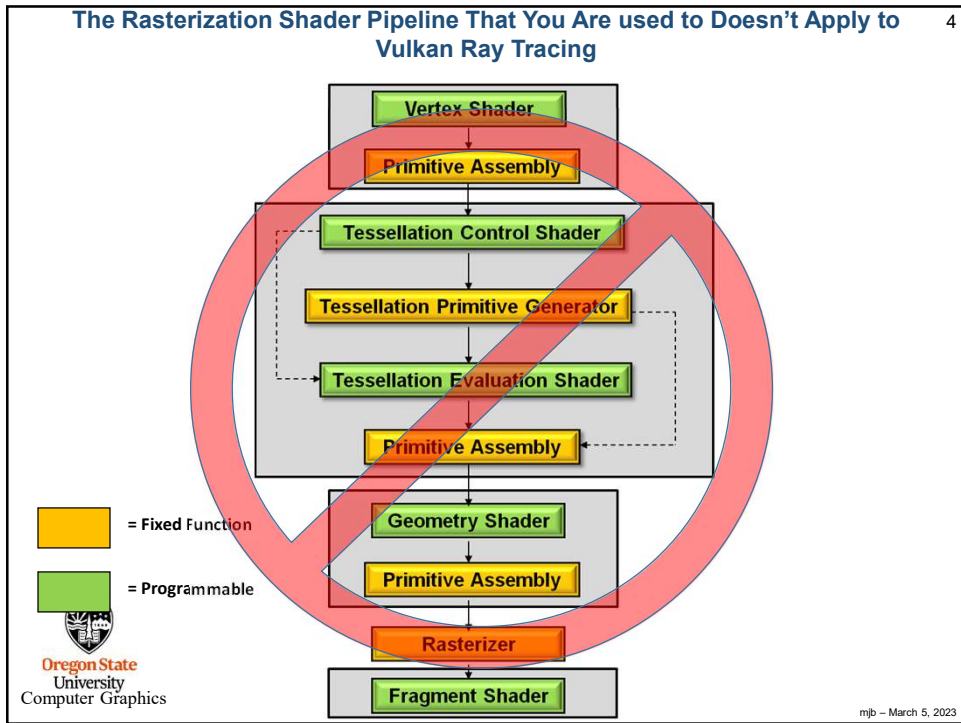 The Rasterization Shader Pipeline That You Are used to Doesn't Apply to
Vulkan Ray Tracing
4
Vertex Shader
Primitive Assembly
Tessellation Control Shader
Tessellation Primitive Generator
Tessellation Evaluation Shader
Primitive Assembly
Geometry Shader
Primitive Assembly
Rasterizer
Fragment Shader
= Fixed Function
= Programmable
Oregon State
University
Computer Graphics
mjb – March 5, 2023